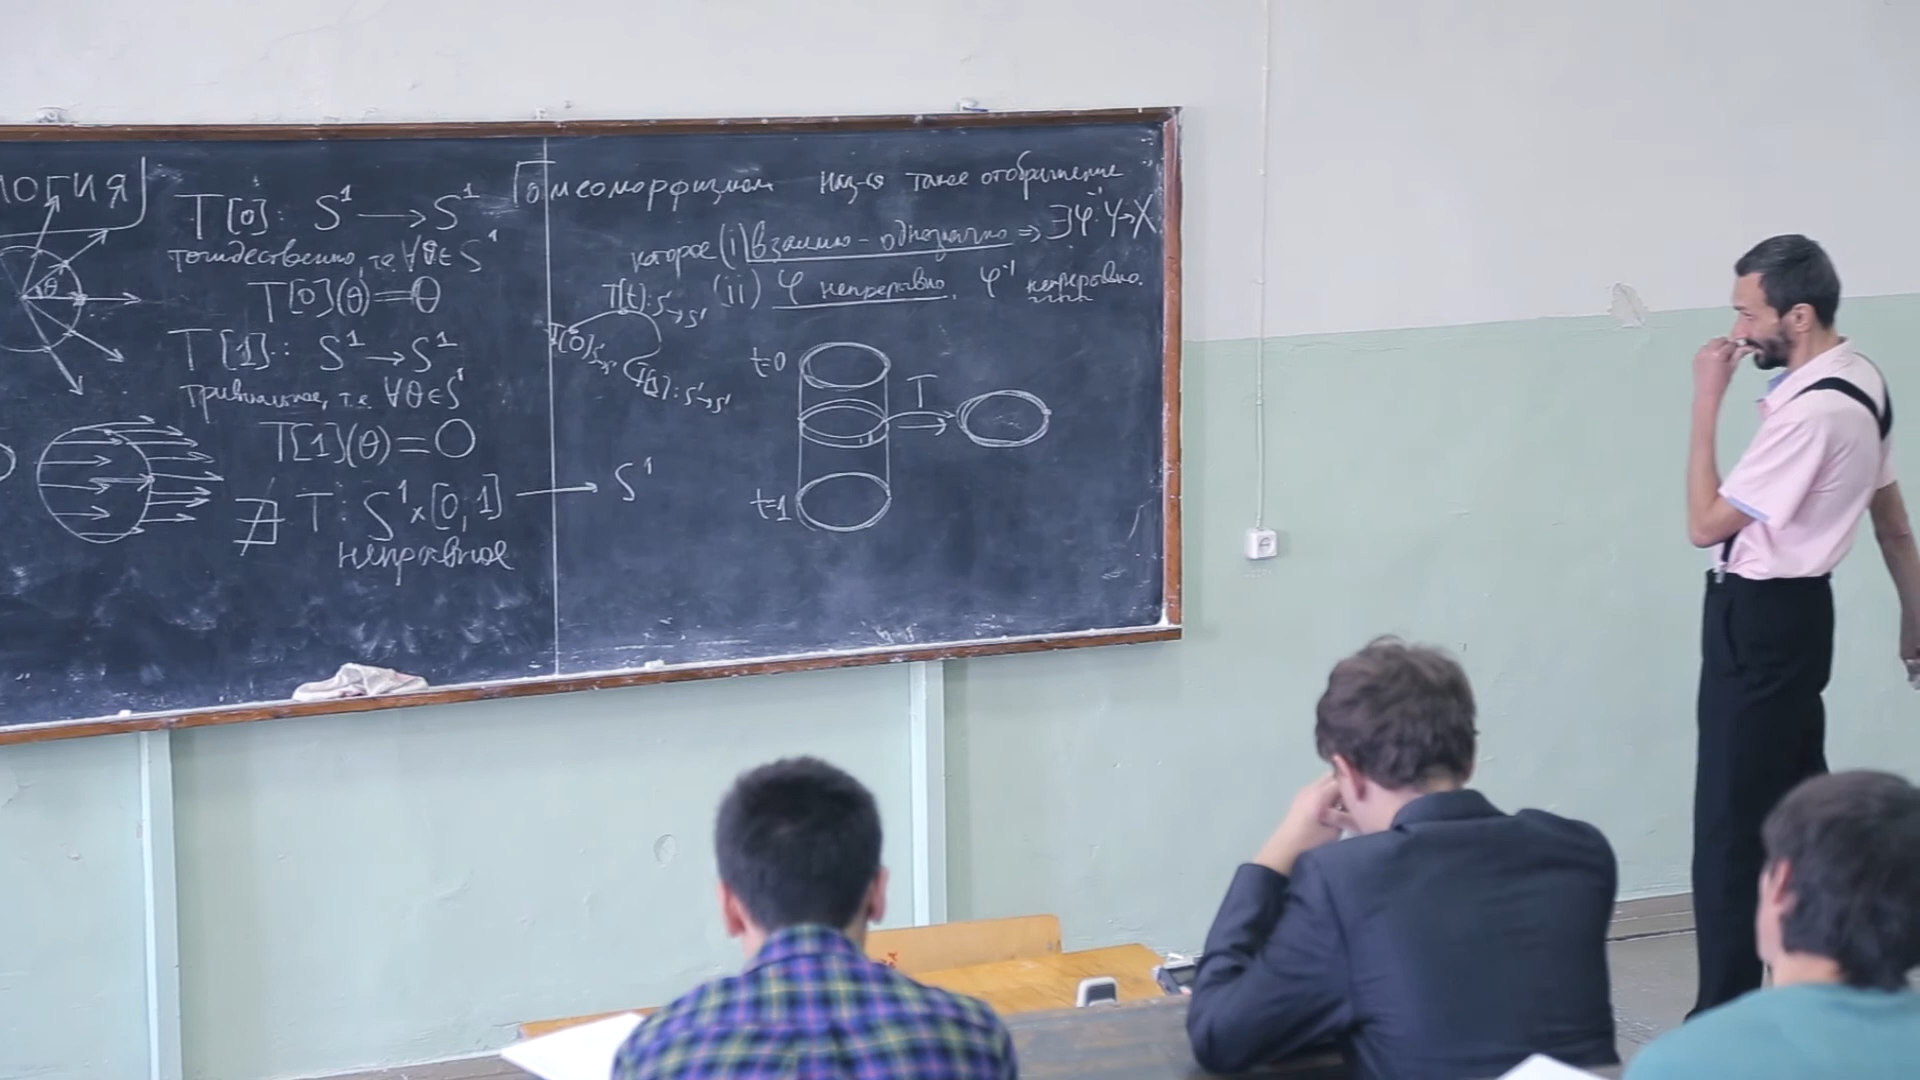 ЛОГИЯ
θ
T[0]: S¹ → S¹
тождественно, т.е. ∀θ∈S¹
T[0](θ)=θ
T[1]: S¹ → S¹
тривиальное, т.е. ∀θ∈S¹
T[1](θ)=0
∄ T: S¹×[0,1] → S¹
непрерывное
Гомеоморфизмом наз-ся такое отображение
которое (i) взаимно-однозначно ⇒ ∃φ⁻¹:Y→X
(ii) φ непрерывно, φ⁻¹ непрерывно.
T[t]: S¹→S¹
T[0]: S¹→S¹
T[1]: S¹→S¹
t=0
T
t=1